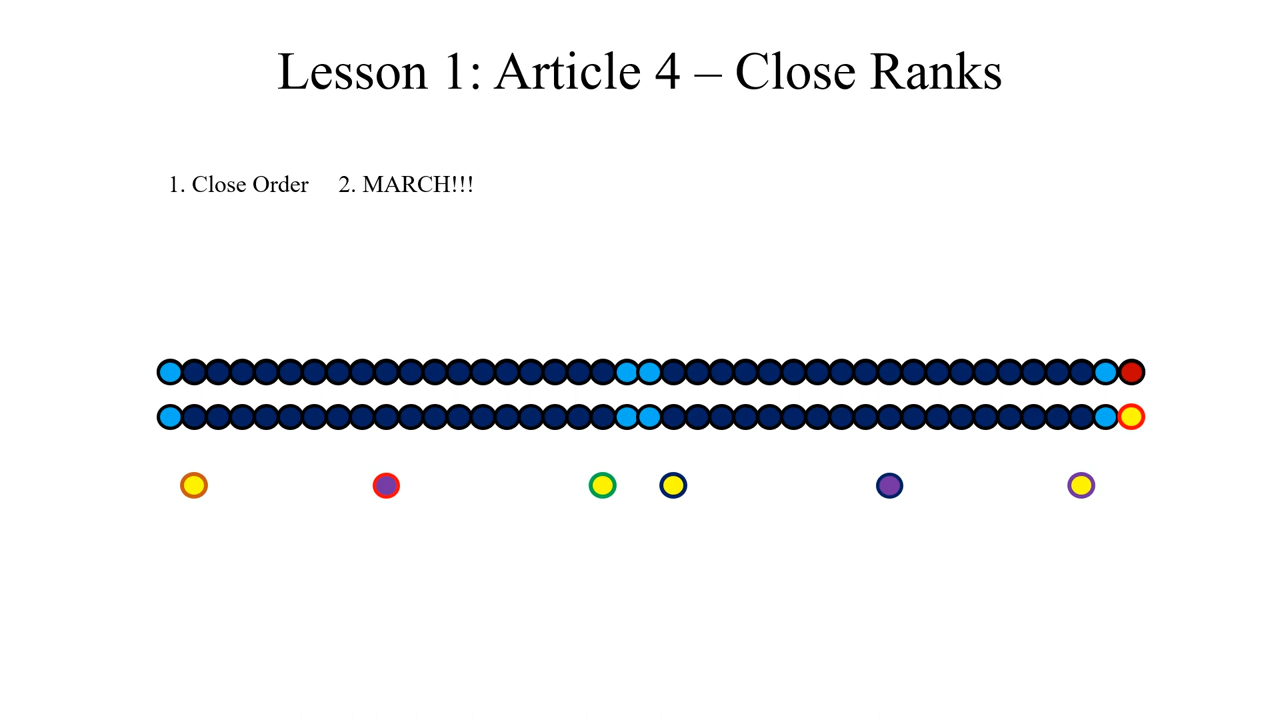 Lesson 1: Article 4 – Close Ranks
1. Close Order 2. MARCH!!!